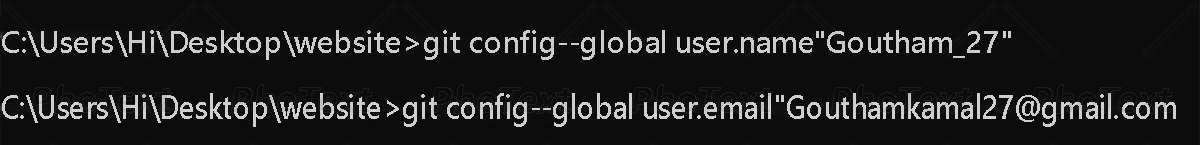 C:\Users\Hi\Desktop\website>git config--global user.name"Goutham_27"
C:\Users\Hi\Desktop\website>git config--global user.email"Gouthamkamal27@gmail.com